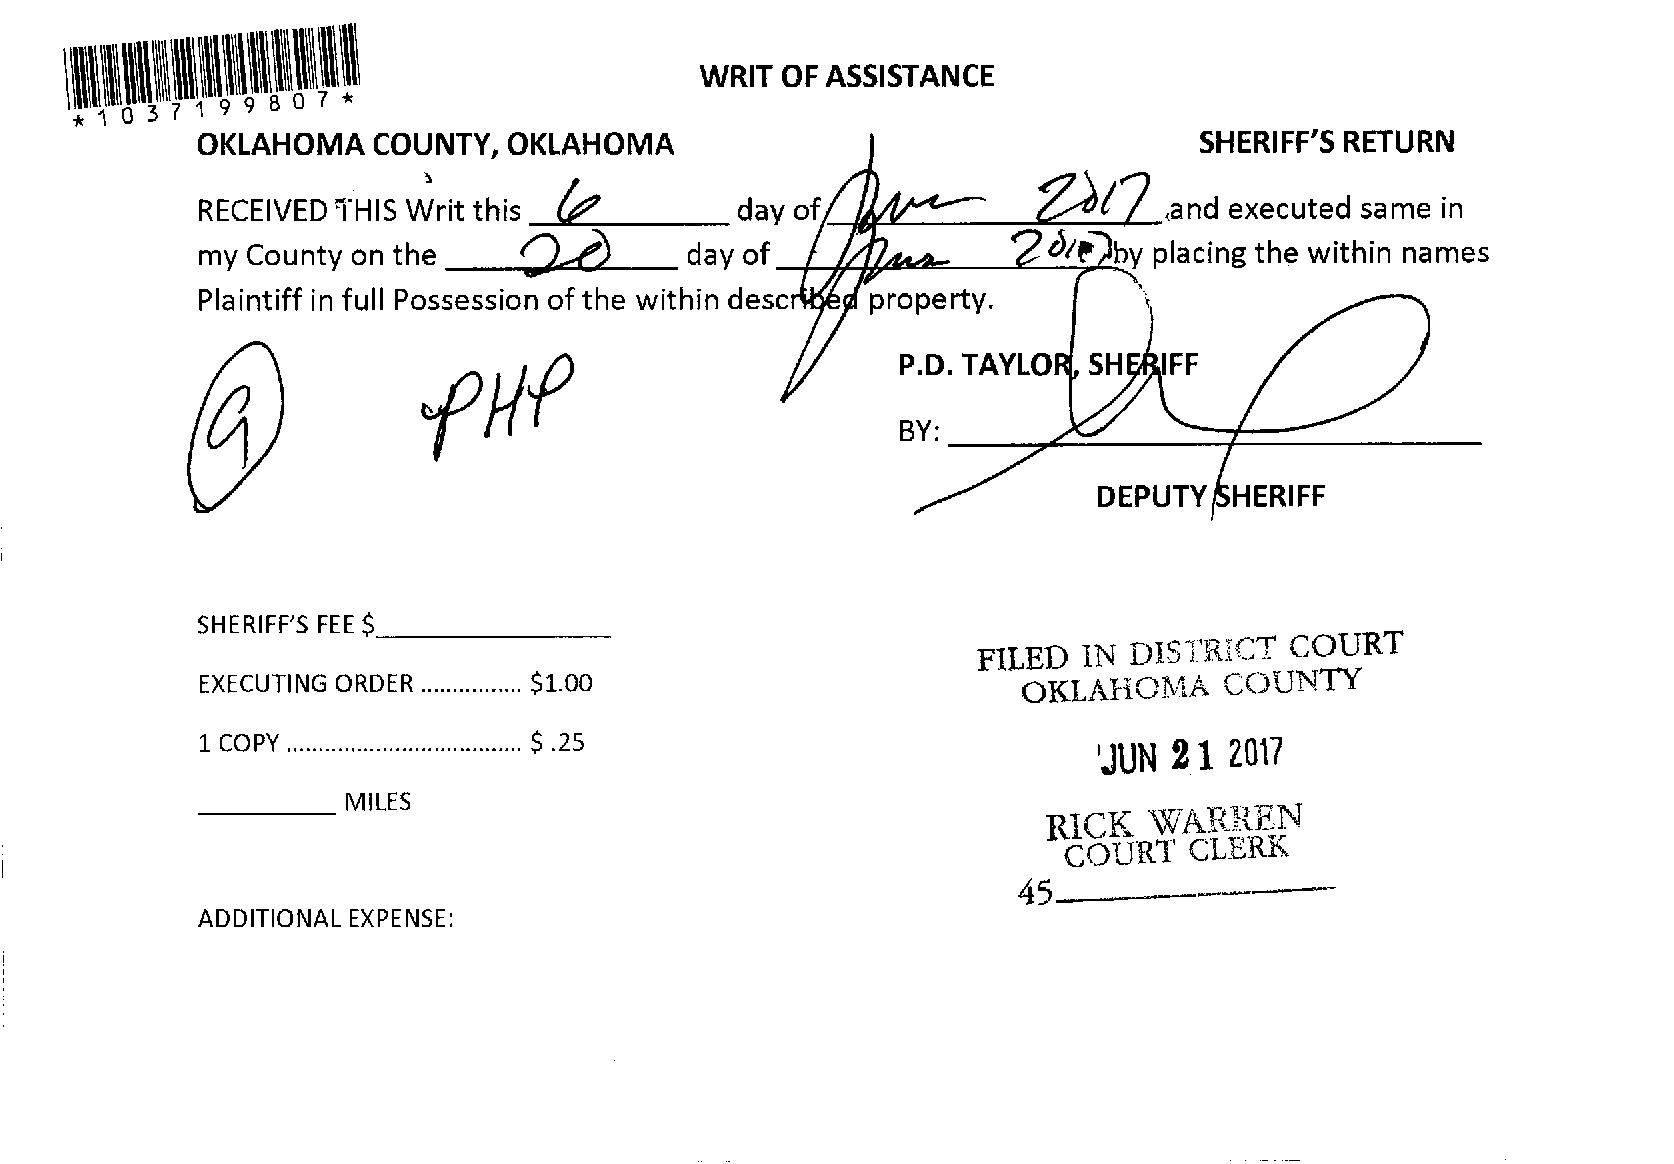 *1037199807*
WRIT OF ASSISTANCE
OKLAHOMA COUNTY, OKLAHOMA SHERIFF'S RETURN
RECEIVED THIS Writ this 6 day of June 2017 and executed same in
my County on the 20 day of June 2017 by placing the within names
Plaintiff in full Possession of the within described property.
P.D. TAYLOR, SHERIFF
9 PHP
BY:
DEPUTY SHERIFF
SHERIFF'S FEE $
EXECUTING ORDER ................ $1.00
1 COPY ..................................... $ .25
MILES
ADDITIONAL EXPENSE:
FILED IN DISTRICT COURT
OKLAHOMA COUNTY
JUN 21 2017
RICK WARREN
COURT CLERK
45